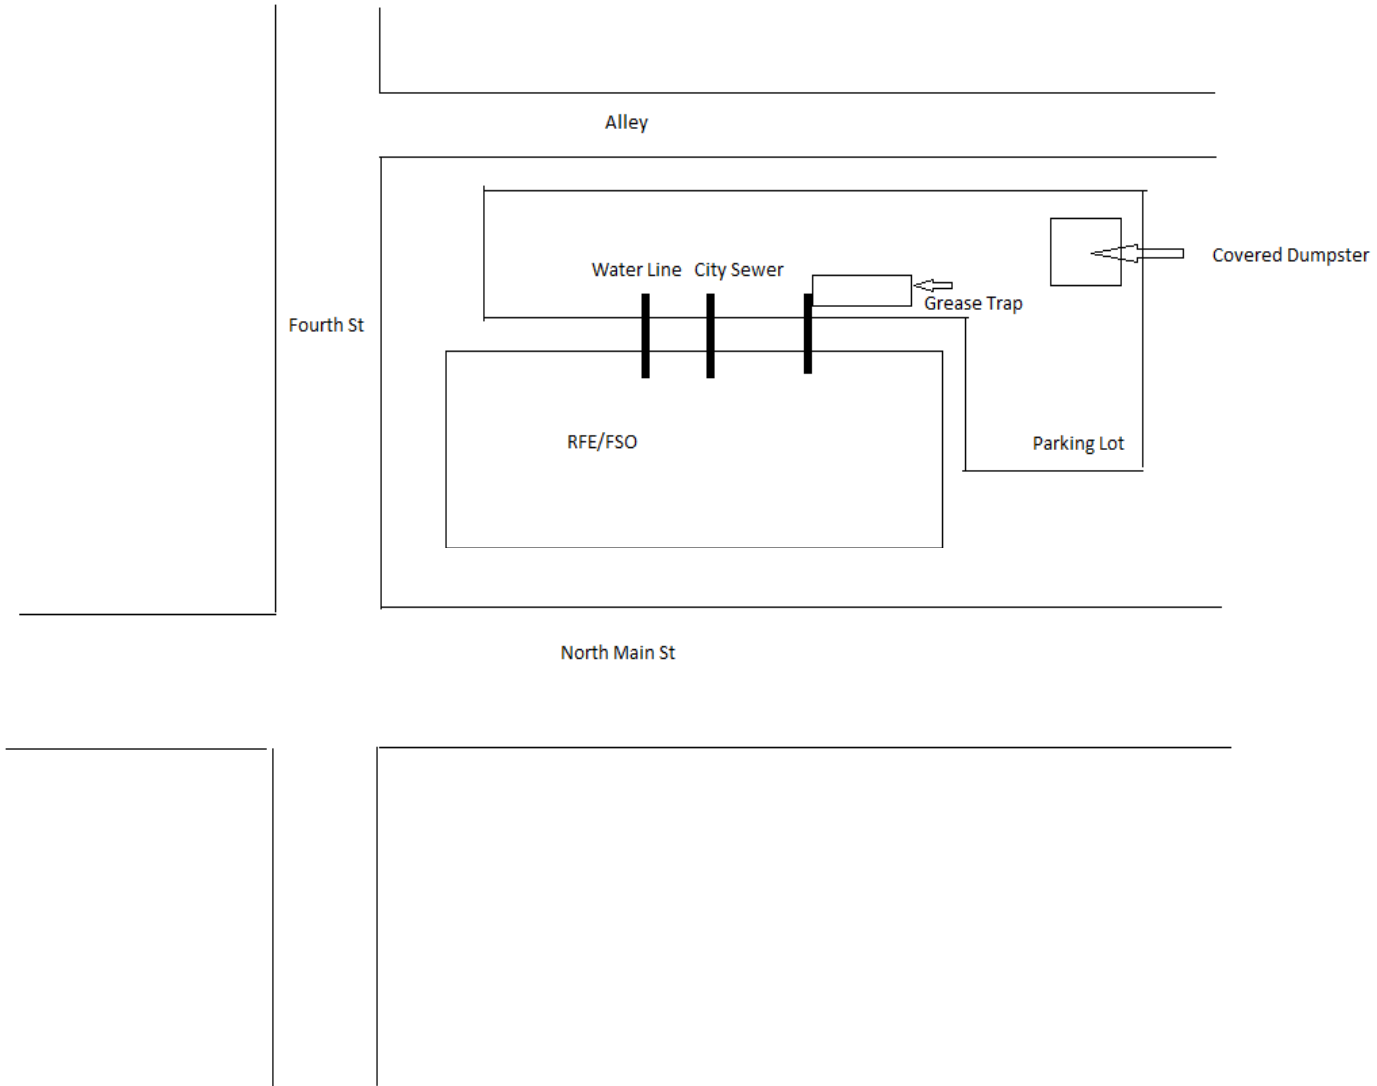 Alley
Water Line
City Sewer
Covered Dumpster
Grease Trap
Fourth St
RFE/FSO
Parking Lot
North Main St